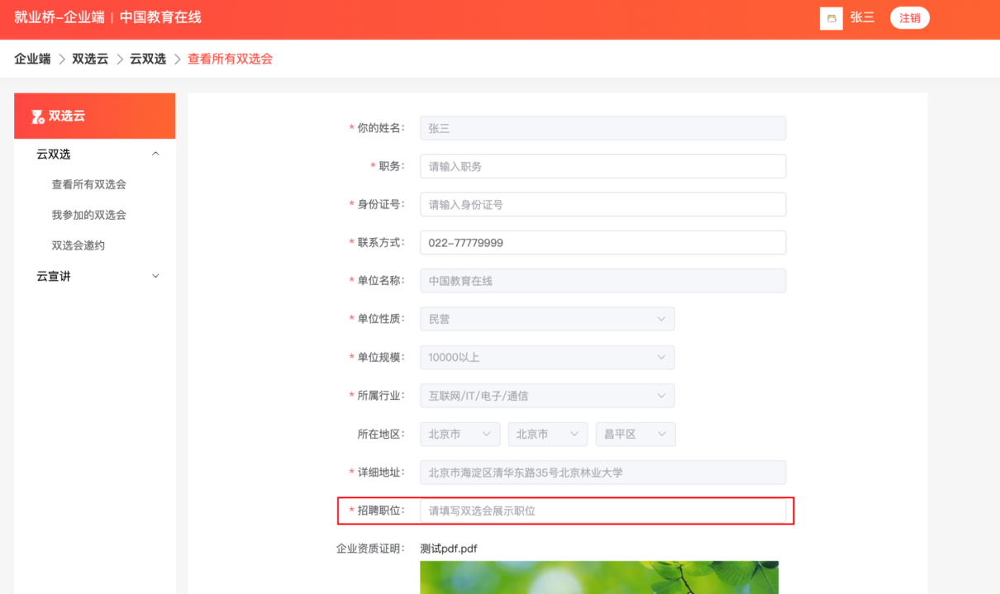 就业桥-企业端 | 中国教育在线
张三
注销
企业端 > 双选云 > 云双选 > 查看所有双选会
双选云
云双选
查看所有双选会
我参加的双选会
双选会邀约
云宣讲
* 你的姓名: 张三
* 职务: 请输入职务
* 身份证号: 请输入身份证号
* 联系方式: 022-77779999
* 单位名称: 中国教育在线
* 单位性质: 民营
* 单位规模: 10000以上
* 所属行业: 互联网/IT/电子/通信
所在地区: 北京市 北京市 昌平区
* 详细地址: 北京市海淀区清华东路35号北京林业大学
* 招聘职位: 请填写双选会展示职位
企业资质证明: 测试pdf.pdf